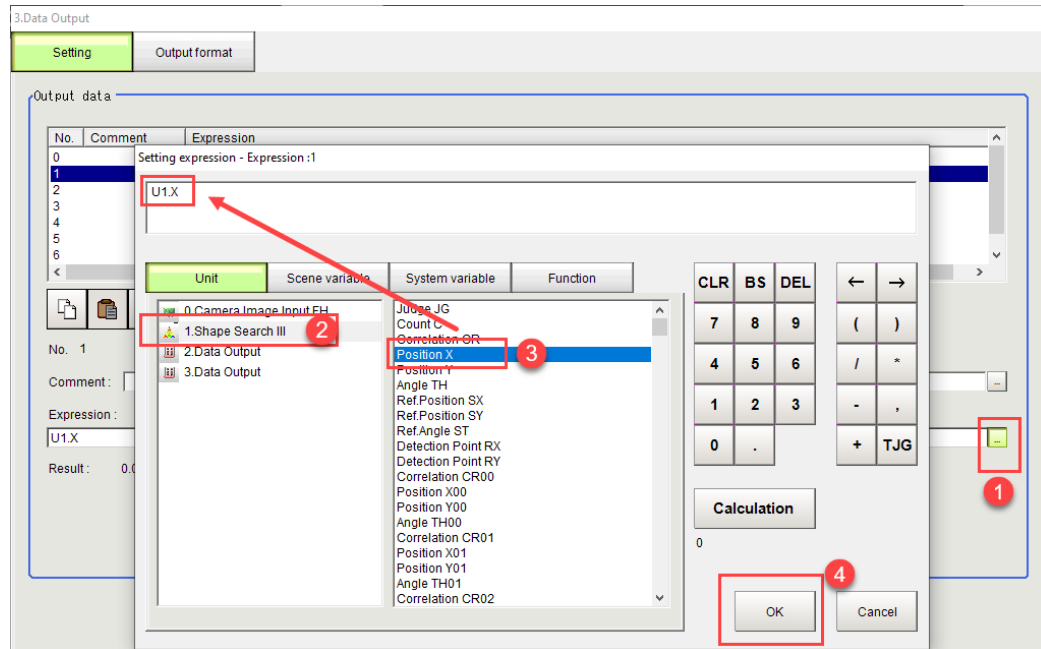 3.Data Output
Setting
Output format
Output data
No. Comment Expression
0
1
2
3
4
5
6
Setting expression - Expression :1
U1.X
Unit
Scene variable
System variable
Function
0.Camera Image Input FH
1.Shape Search III
2.Data Output
3.Data Output
2
Judge JG
Count C
Correlation CR
Position X
Position Y
Angle TH
Ref.Position SX
Ref.Position SY
Ref.Angle ST
Detection Point RX
Detection Point RY
Correlation CR00
Position X00
Position Y00
Angle TH00
Correlation CR01
Position X01
Position Y01
Angle TH01
Correlation CR02
3
CLR BS DEL ← →
7 8 9 ( )
4 5 6 / *
1 2 3 - ,
0 . + TJG
Calculation
0
4
OK
Cancel
No. 1
Comment :
...
Expression :
U1.X
...
Result : 0.0
1